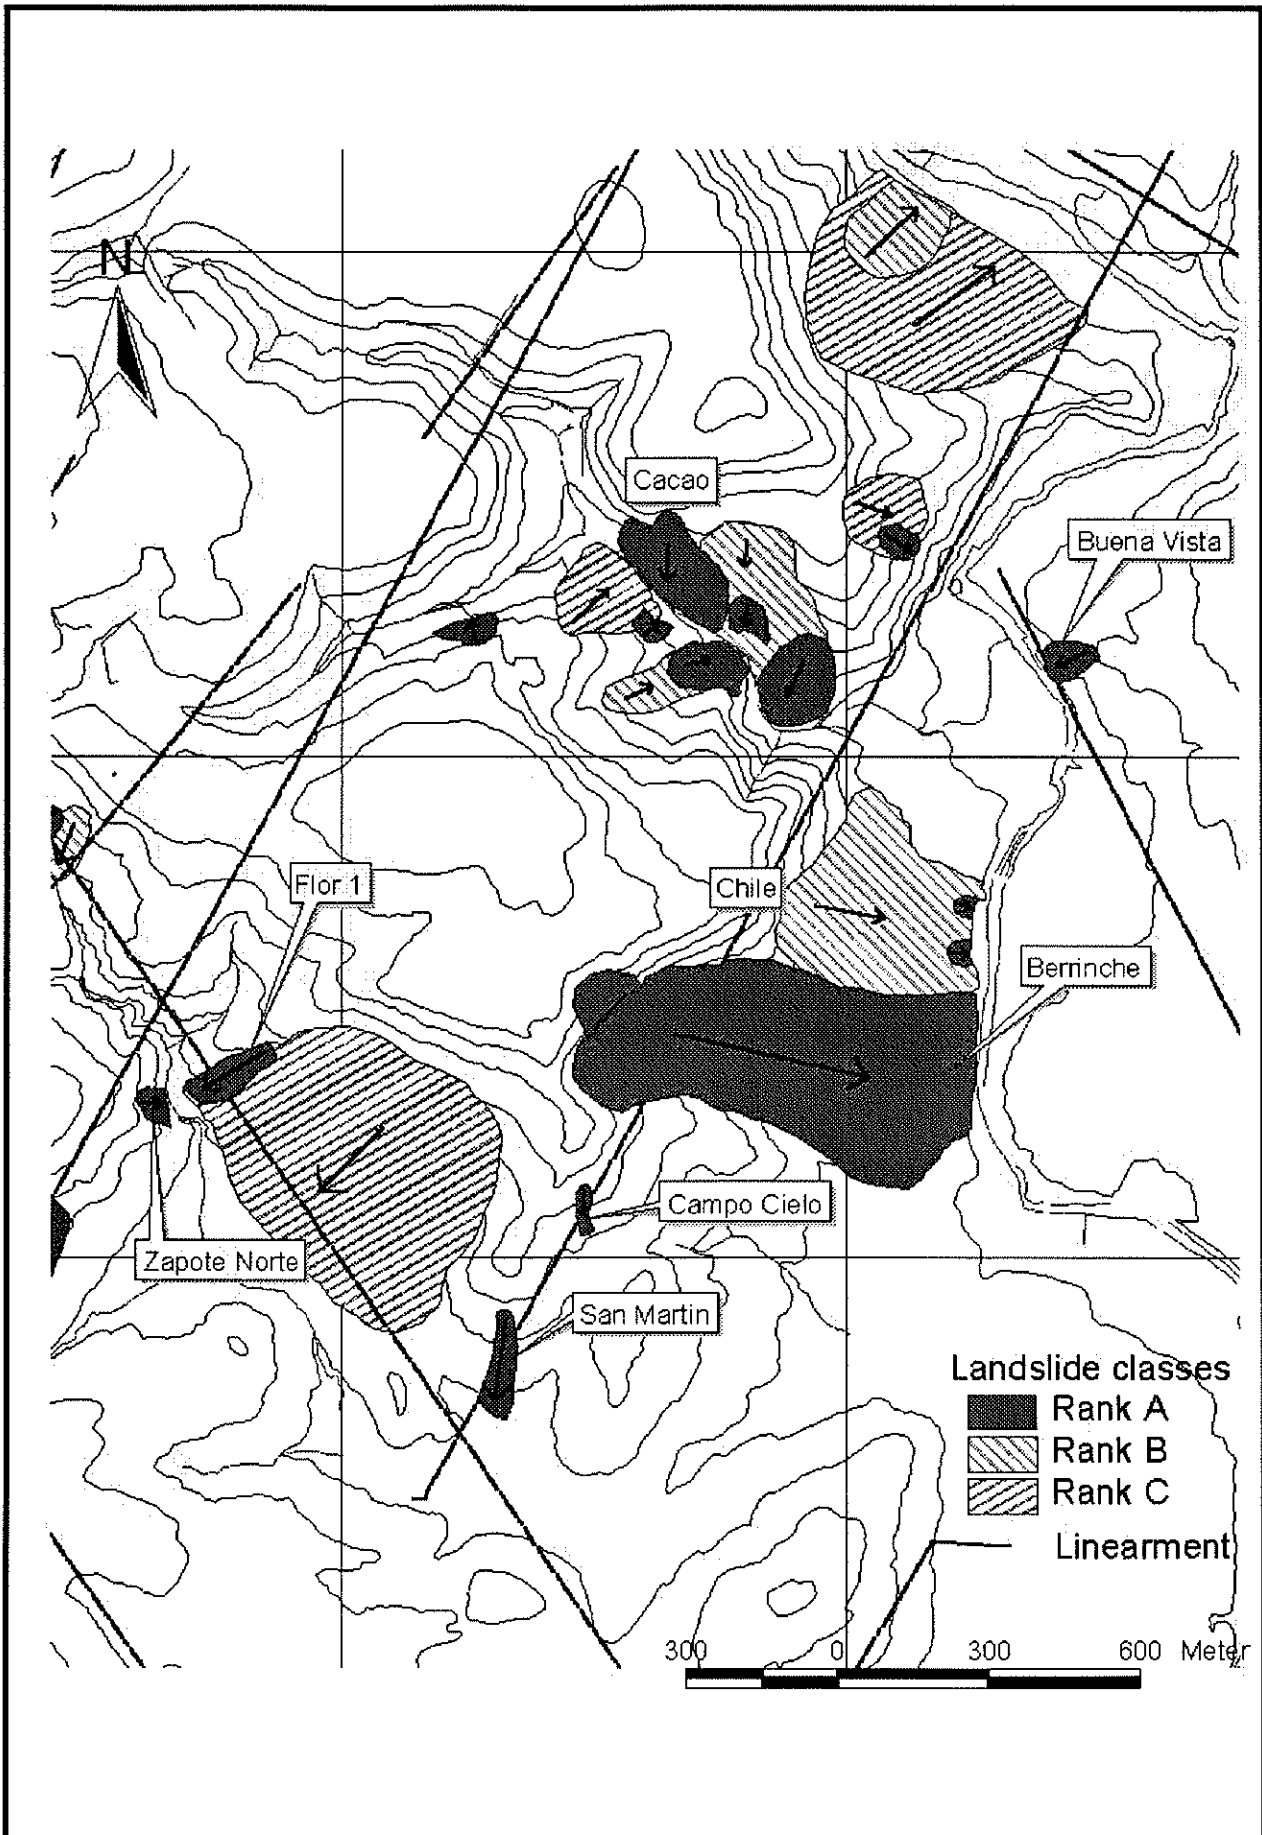 N
Cacao
Buena Vista
Flor 1
Chile
Berrinche
Campo Cielo
Zapote Norte
San Martin
Landslide classes
Rank A
Rank B
Rank C
Linearment
300 0 300 600 Meter